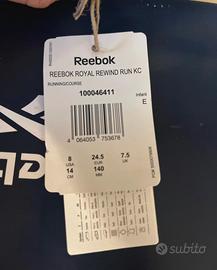 Reebok
REEBOK ROYAL REWIND RUN KC
RUNNING/COURSE
100046411
Infant
E
4 064053 753678
8 24.5 7.5
USA EUR UK
14 140
CM MM
subito